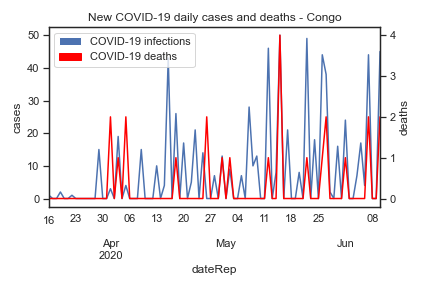 New COVID-19 daily cases and deaths - Congo
COVID-19 infections
COVID-19 deaths
50
40
30
20
10
0
cases
4
3
2
1
0
deaths
16 23 30 06 13 20 27 04 11 18 25 08
Apr May Jun
2020
dateRep